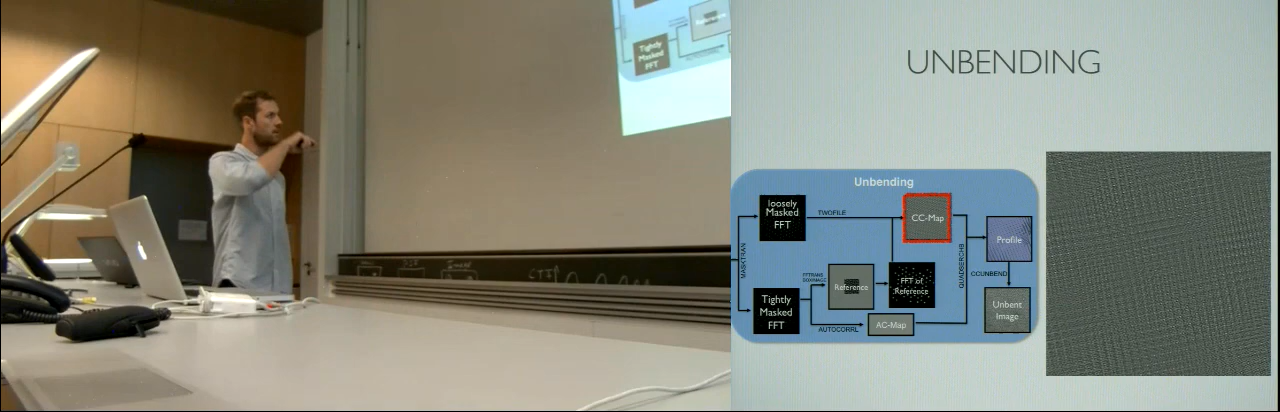 Reference
Tightly
Masked
FFT
UNBENDING
Unbending
loosely
Masked
FFT
TWOFILE
CC-Map
Profile
MASKTRAN
QUADSERCHB
CCUNBEND
Reference
FFT of
Reference
Unbent
Image
Tightly
Masked
FFT
AUTOCORRL
AC-Map